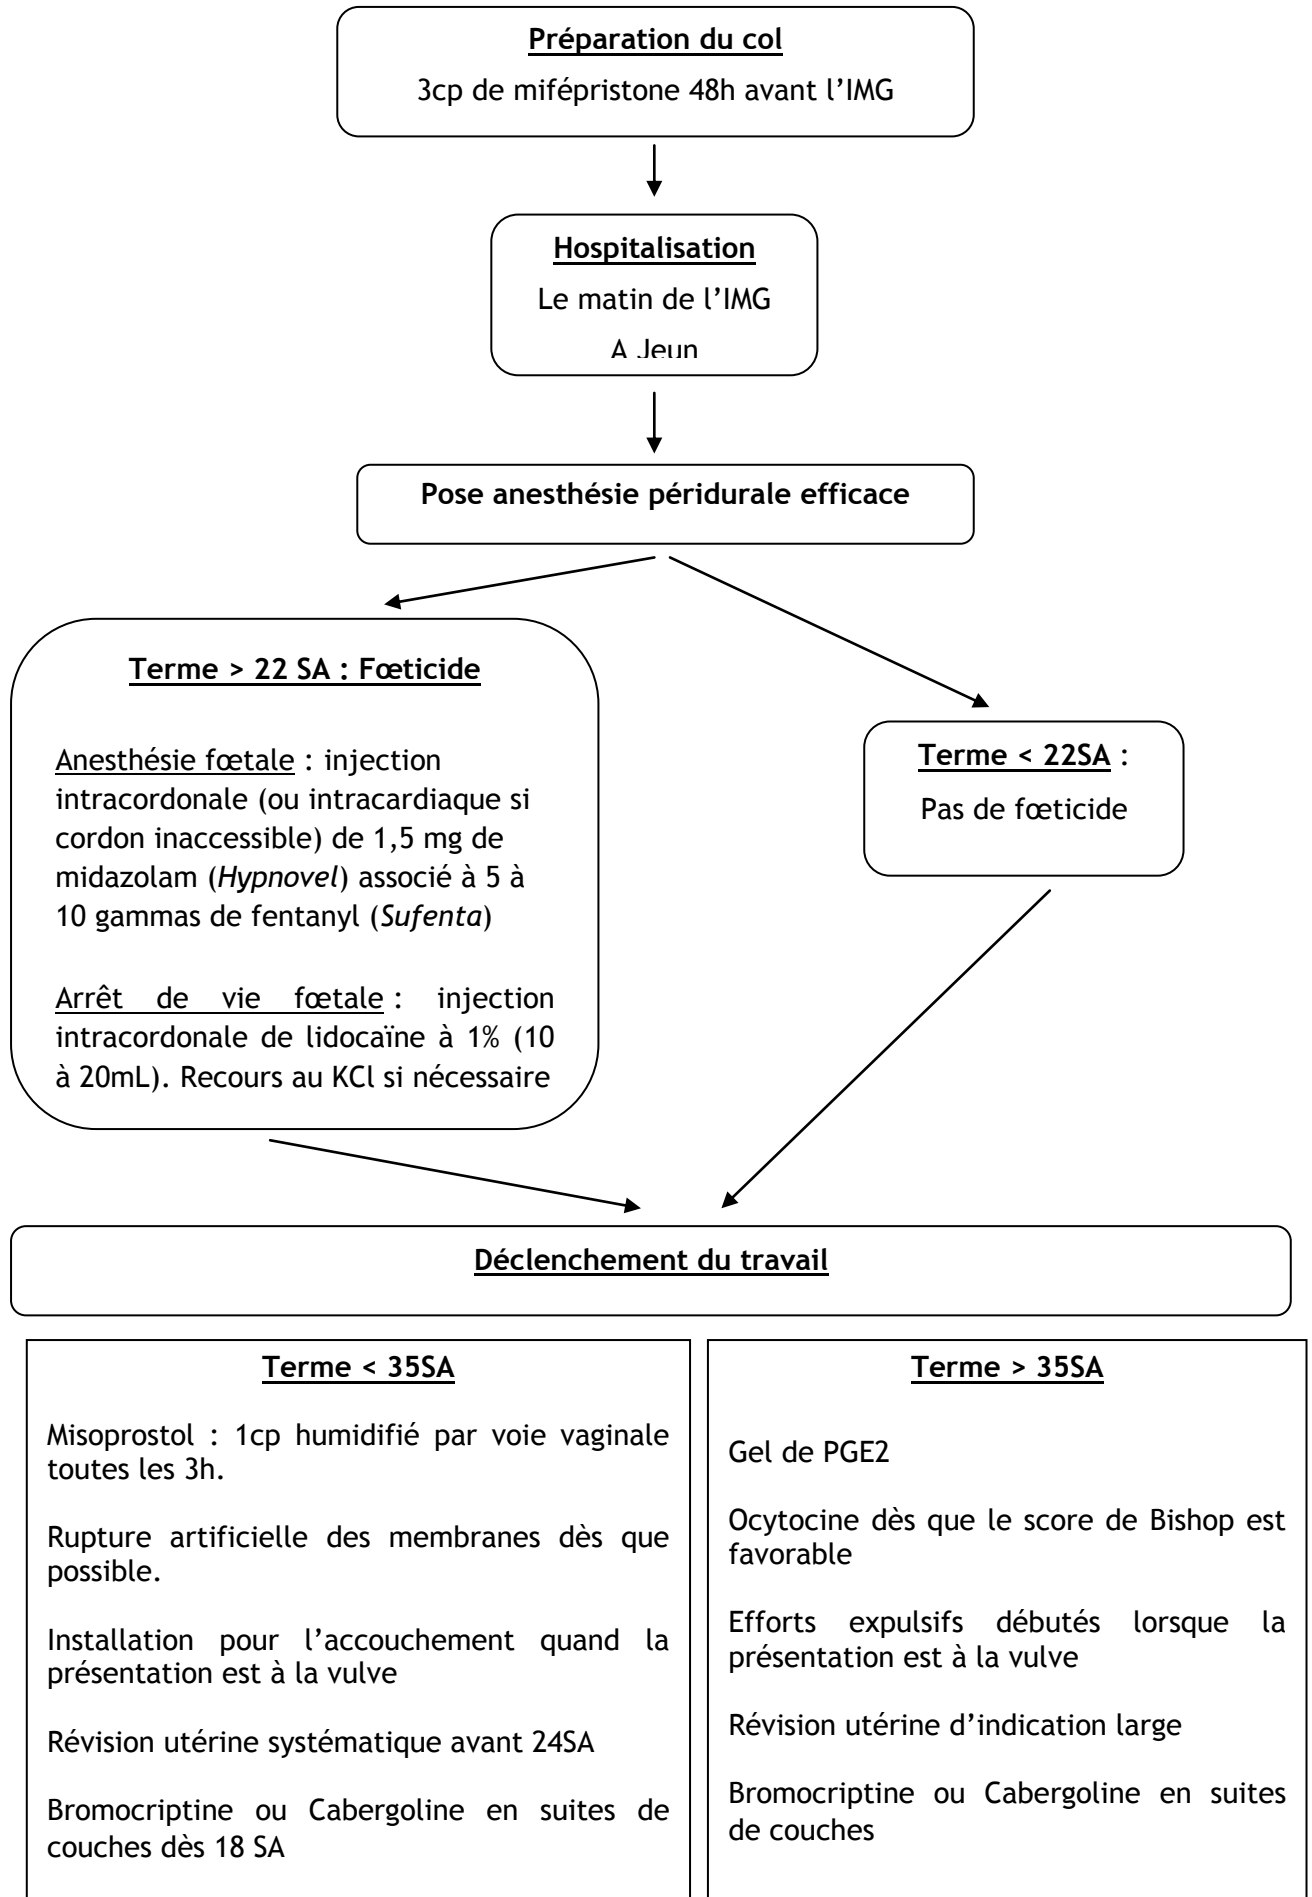 Préparation du col
3cp de mifépristone 48h avant l’IMG
Hospitalisation
Le matin de l’IMG
A Jeun
Pose anesthésie péridurale efficace
Terme > 22 SA : Fœticide
Anesthésie fœtale : injection
intracordonale (ou intracardiaque si
cordon inaccessible) de 1,5 mg de
midazolam (Hypnovel) associé à 5 à
10 gammas de fentanyl (Sufenta)
Arrêt de vie fœtale : injection
intracordonale de lidocaïne à 1% (10
à 20mL). Recours au KCl si nécessaire
Terme < 22SA :
Pas de fœticide
Déclenchement du travail
Terme < 35SA
Misoprostol : 1cp humidifié par voie vaginale
toutes les 3h.
Rupture artificielle des membranes dès que
possible.
Installation pour l’accouchement quand la
présentation est à la vulve
Révision utérine systématique avant 24SA
Bromocriptine ou Cabergoline en suites de
couches dès 18 SA
Terme > 35SA
Gel de PGE2
Ocytocine dès que le score de Bishop est
favorable
Efforts expulsifs débutés lorsque la
présentation est à la vulve
Révision utérine d’indication large
Bromocriptine ou Cabergoline en suites
de couches